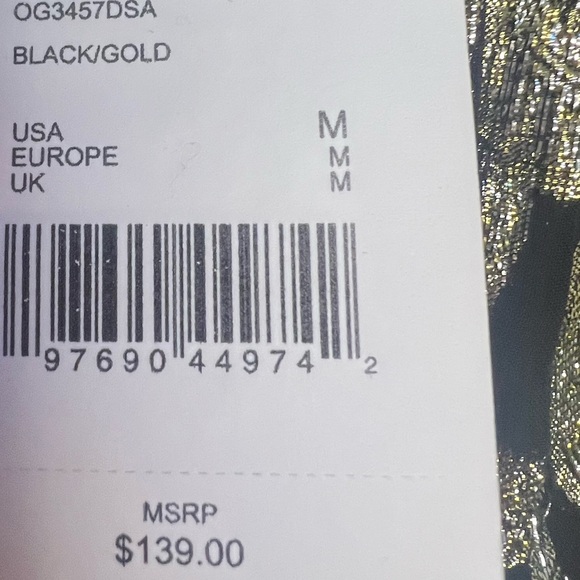 OG3457DSA
BLACK/GOLD
USA M
EUROPE M
UK M
97690 44974 2
MSRP
$139.00